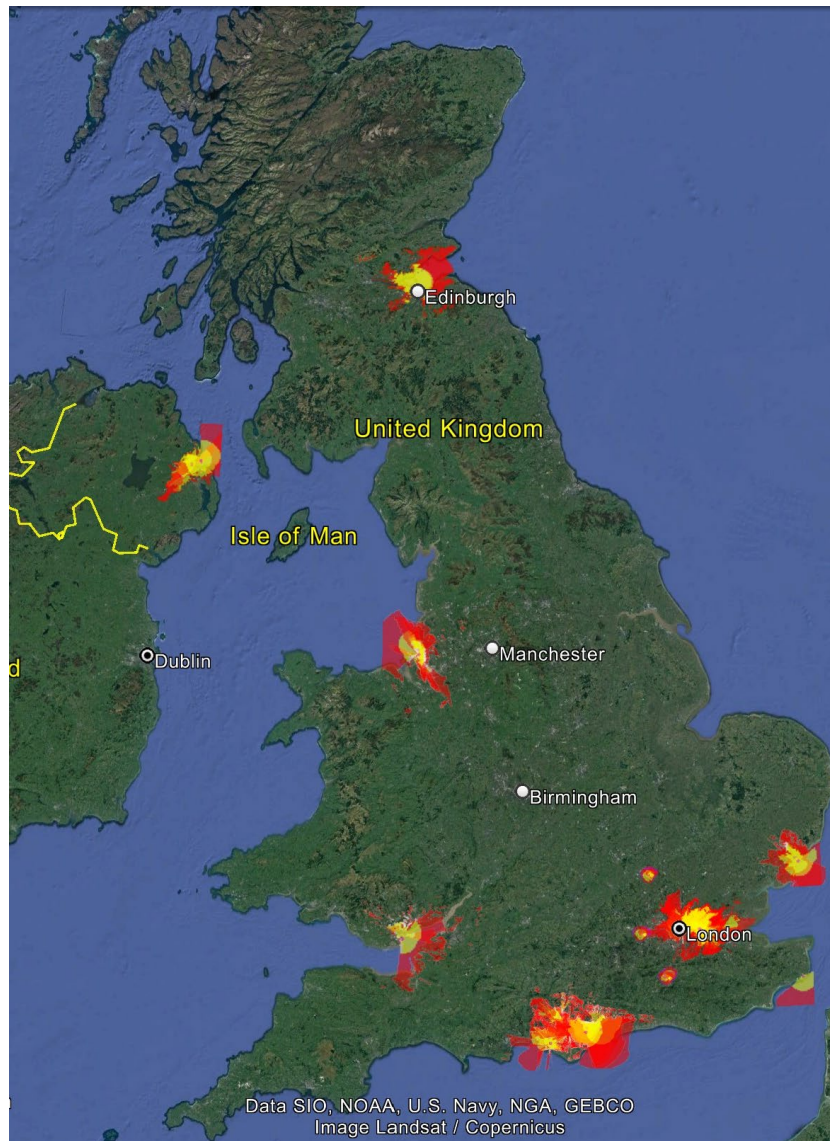 Edinburgh
United Kingdom
Isle of Man
Dublin
Manchester
d
Birmingham
London
Data SIO, NOAA, U.S. Navy, NGA, GEBCO
Image Landsat / Copernicus